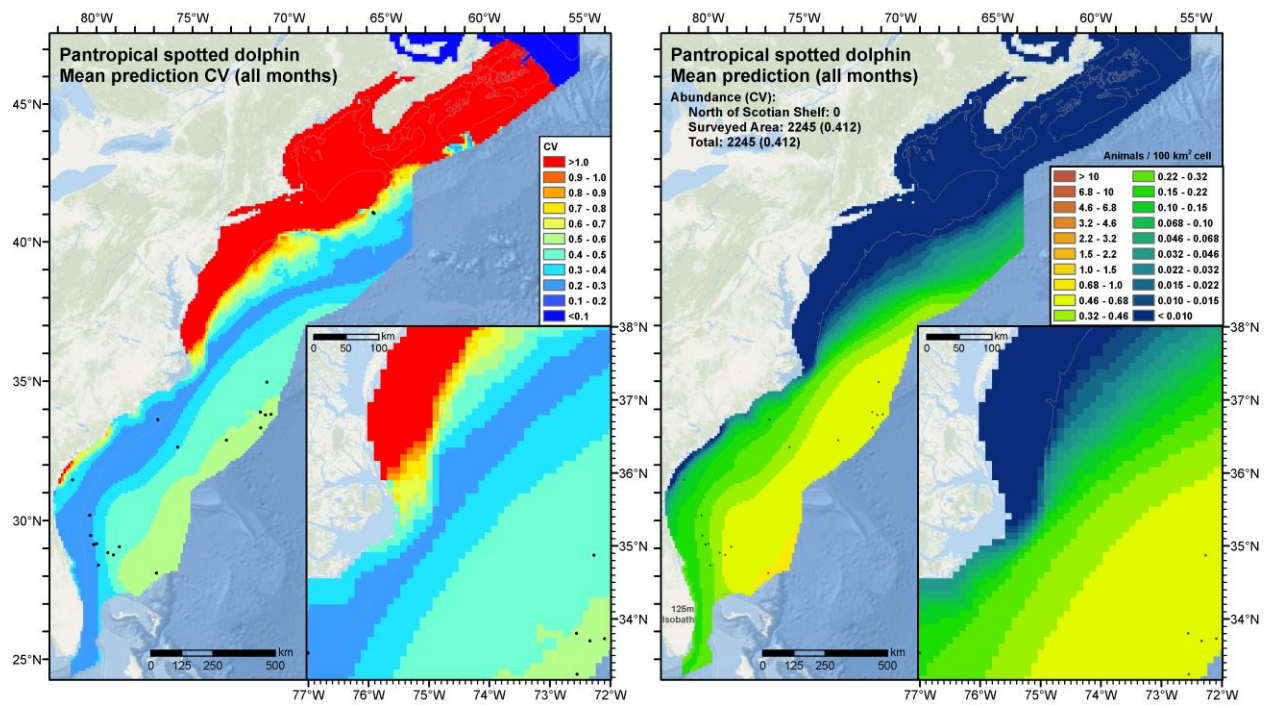 80°W 75°W 70°W 65°W 60°W 55°W
Pantropical spotted dolphin
Mean prediction CV (all months)
45°N
40°N
35°N
30°N
25°N
CV
>1.0
0.9 - 1.0
0.8 - 0.9
0.7 - 0.8
0.6 - 0.7
0.5 - 0.6
0.4 - 0.5
0.3 - 0.4
0.2 - 0.3
0.1 - 0.2
<0.1
km
0 50 100
38°N
37°N
36°N
35°N
34°N
km
0 125 250 500
77°W 76°W 75°W 74°W 73°W 72°W
80°W 75°W 70°W 65°W 60°W 55°W
Pantropical spotted dolphin
Mean prediction (all months)
Abundance (CV):
North of Scotian Shelf: 0
Surveyed Area: 2245 (0.412)
Total: 2245 (0.412)
45°N
40°N
35°N
30°N
25°N
Animals / 100 km² cell
> 10
6.8 - 10
4.6 - 6.8
3.2 - 4.6
2.2 - 3.2
1.5 - 2.2
1.0 - 1.5
0.68 - 1.0
0.46 - 0.68
0.32 - 0.46
0.22 - 0.32
0.15 - 0.22
0.10 - 0.15
0.068 - 0.10
0.046 - 0.068
0.032 - 0.046
0.022 - 0.032
0.015 - 0.022
0.010 - 0.015
< 0.010
km
0 50 100
38°N
37°N
36°N
35°N
34°N
125m
Isobath
km
0 125 250 500
77°W 76°W 75°W 74°W 73°W 72°W